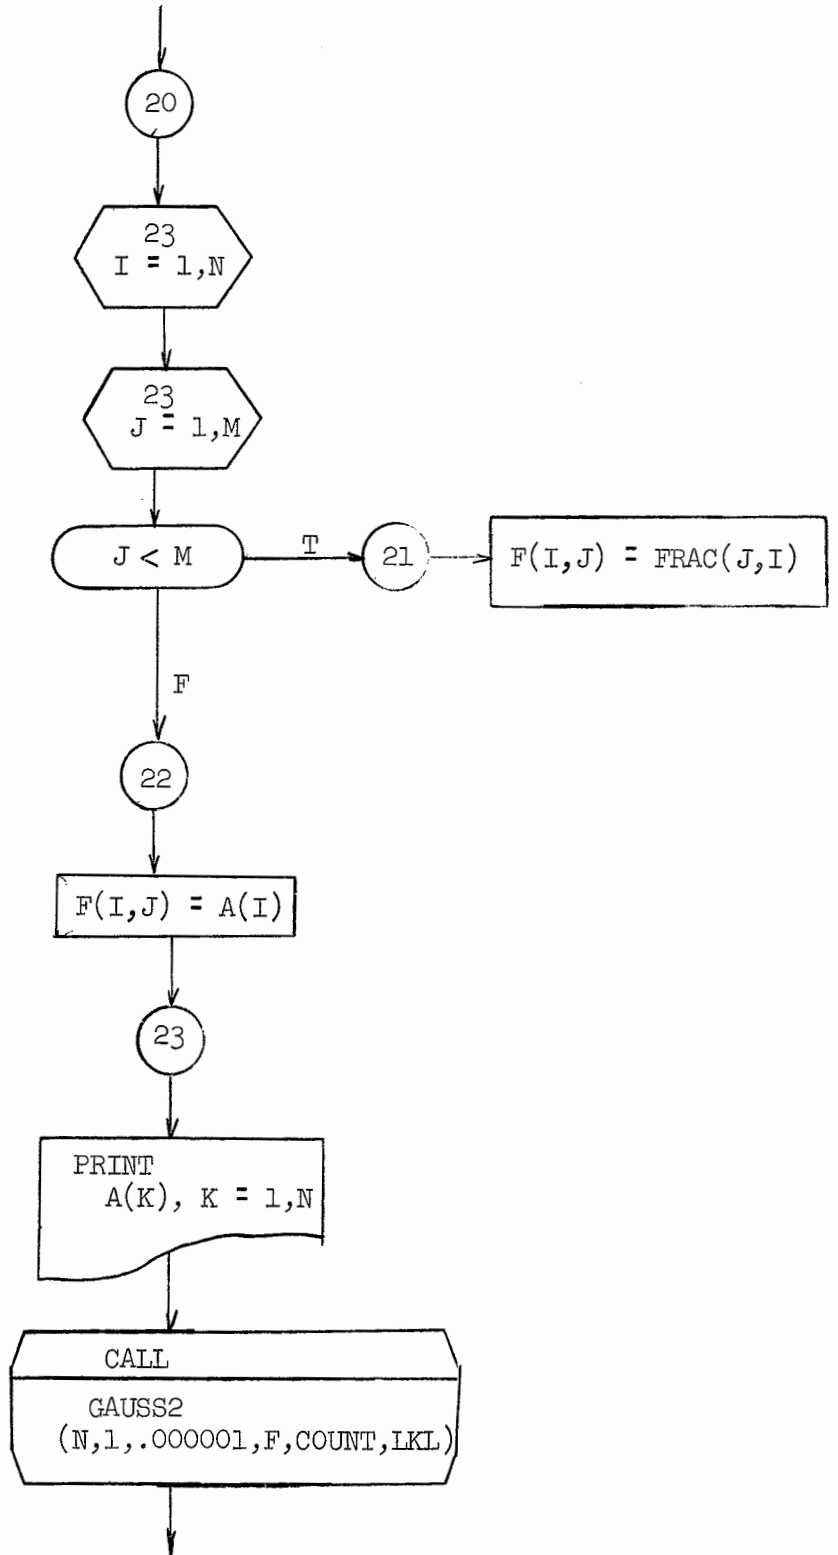 20
23
I = 1,N
23
J = 1,M
J < M
T
21
F(I,J) = FRAC(J,I)
F
22
F(I,J) = A(I)
23
PRINT
A(K), K = 1,N
CALL
GAUSS2
(N,1,.000001,F,COUNT,LKL)